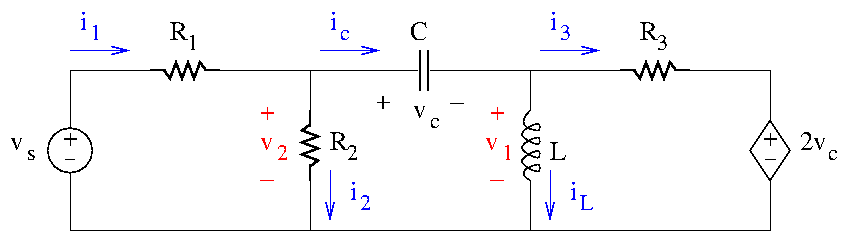 i1 ic i3
R1 C R3
+ vc −
vs + − + v2 − R2 + v1 − L + − 2vc
i2 iL